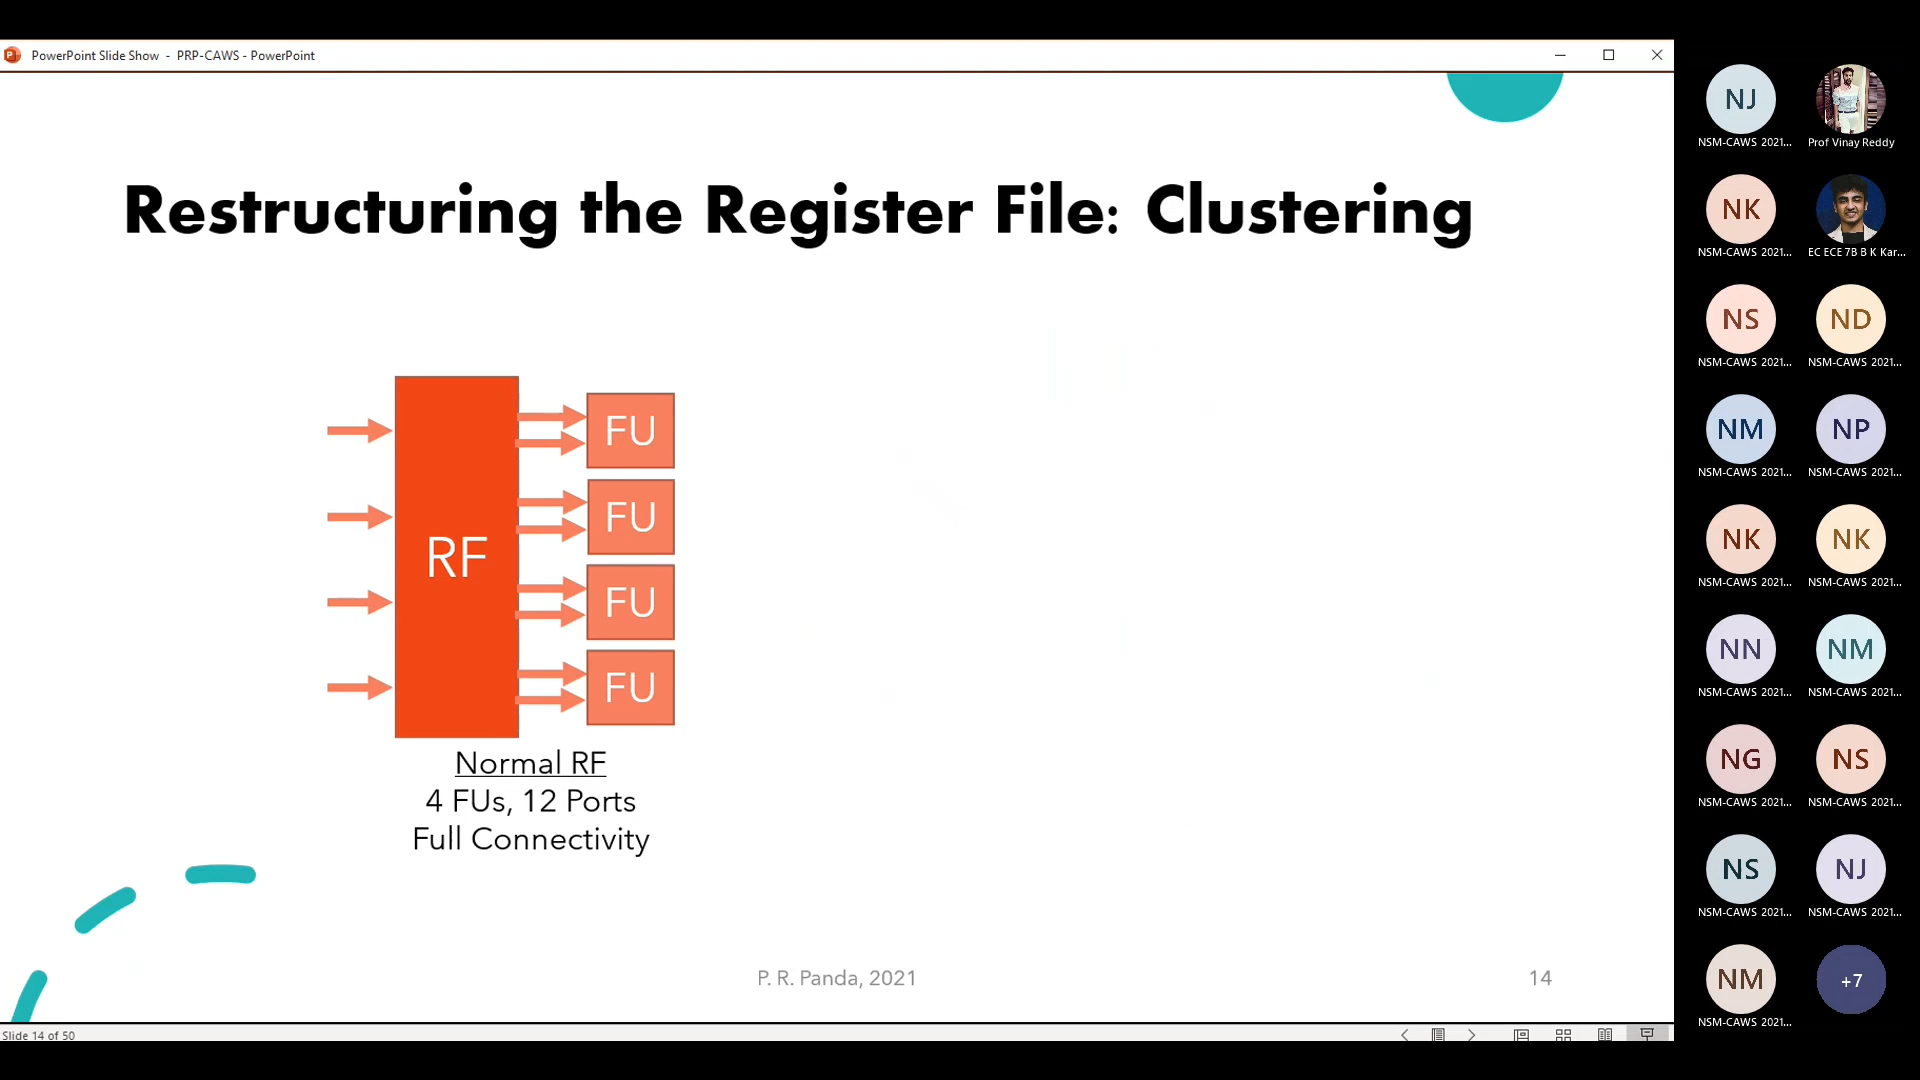 PowerPoint Slide Show - PRP-CAWS - PowerPoint
Restructuring the Register File: Clustering
RF
FU
FU
FU
FU
Normal RF
4 FUs, 12 Ports
Full Connectivity
P. R. Panda, 2021
14
Slide 14 of 50
NJ
NSM-CAWS 2021...
Prof Vinay Reddy
NK
NSM-CAWS 2021...
EC ECE 7B B K Kar...
NS
ND
NSM-CAWS 2021...
NSM-CAWS 2021...
NM
NP
NSM-CAWS 2021...
NSM-CAWS 2021...
NK
NK
NSM-CAWS 2021...
NSM-CAWS 2021...
NN
NM
NSM-CAWS 2021...
NSM-CAWS 2021...
NG
NS
NSM-CAWS 2021...
NSM-CAWS 2021...
NS
NJ
NSM-CAWS 2021...
NSM-CAWS 2021...
NM
+7
NSM-CAWS 2021...